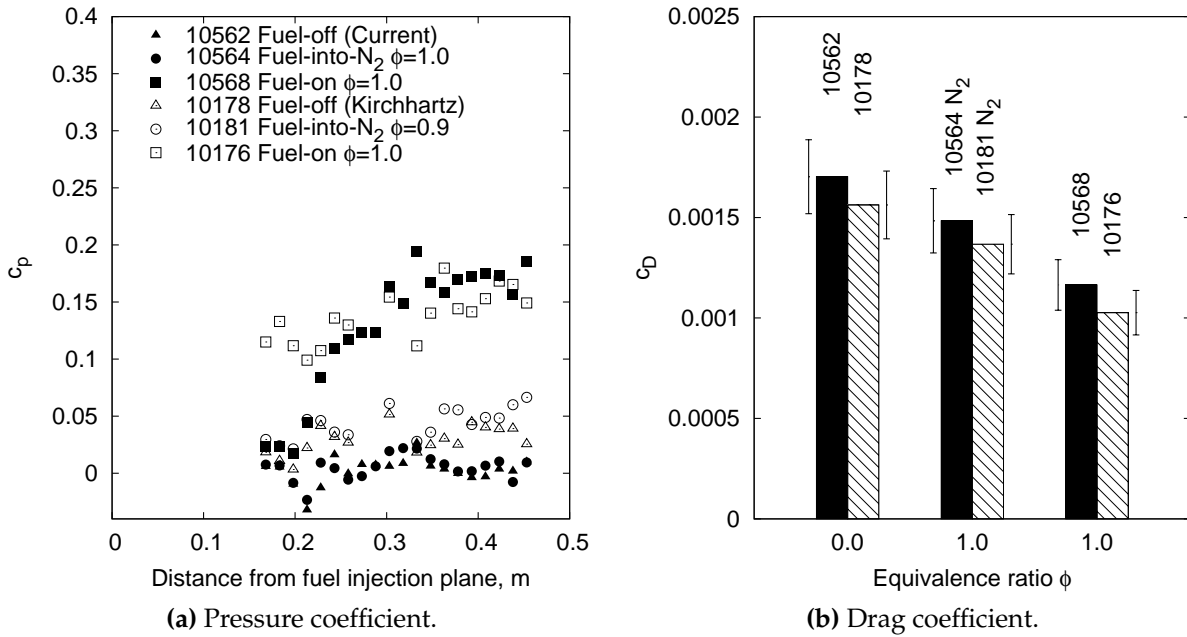 0.4
0.35
0.3
0.25
0.2
0.15
0.1
0.05
0
c_p
10562 Fuel-off (Current)
10564 Fuel-into-N₂ ϕ=1.0
10568 Fuel-on ϕ=1.0
10178 Fuel-off (Kirchhartz)
10181 Fuel-into-N₂ ϕ=0.9
10176 Fuel-on ϕ=1.0
0 0.1 0.2 0.3 0.4 0.5
Distance from fuel injection plane, m
(a) Pressure coefficient.
0.0025
0.002
0.0015
0.001
0.0005
0
c_D
10562
10178
10564 N₂
10181 N₂
10568
10176
0.0 1.0 1.0
Equivalence ratio ϕ
(b) Drag coefficient.